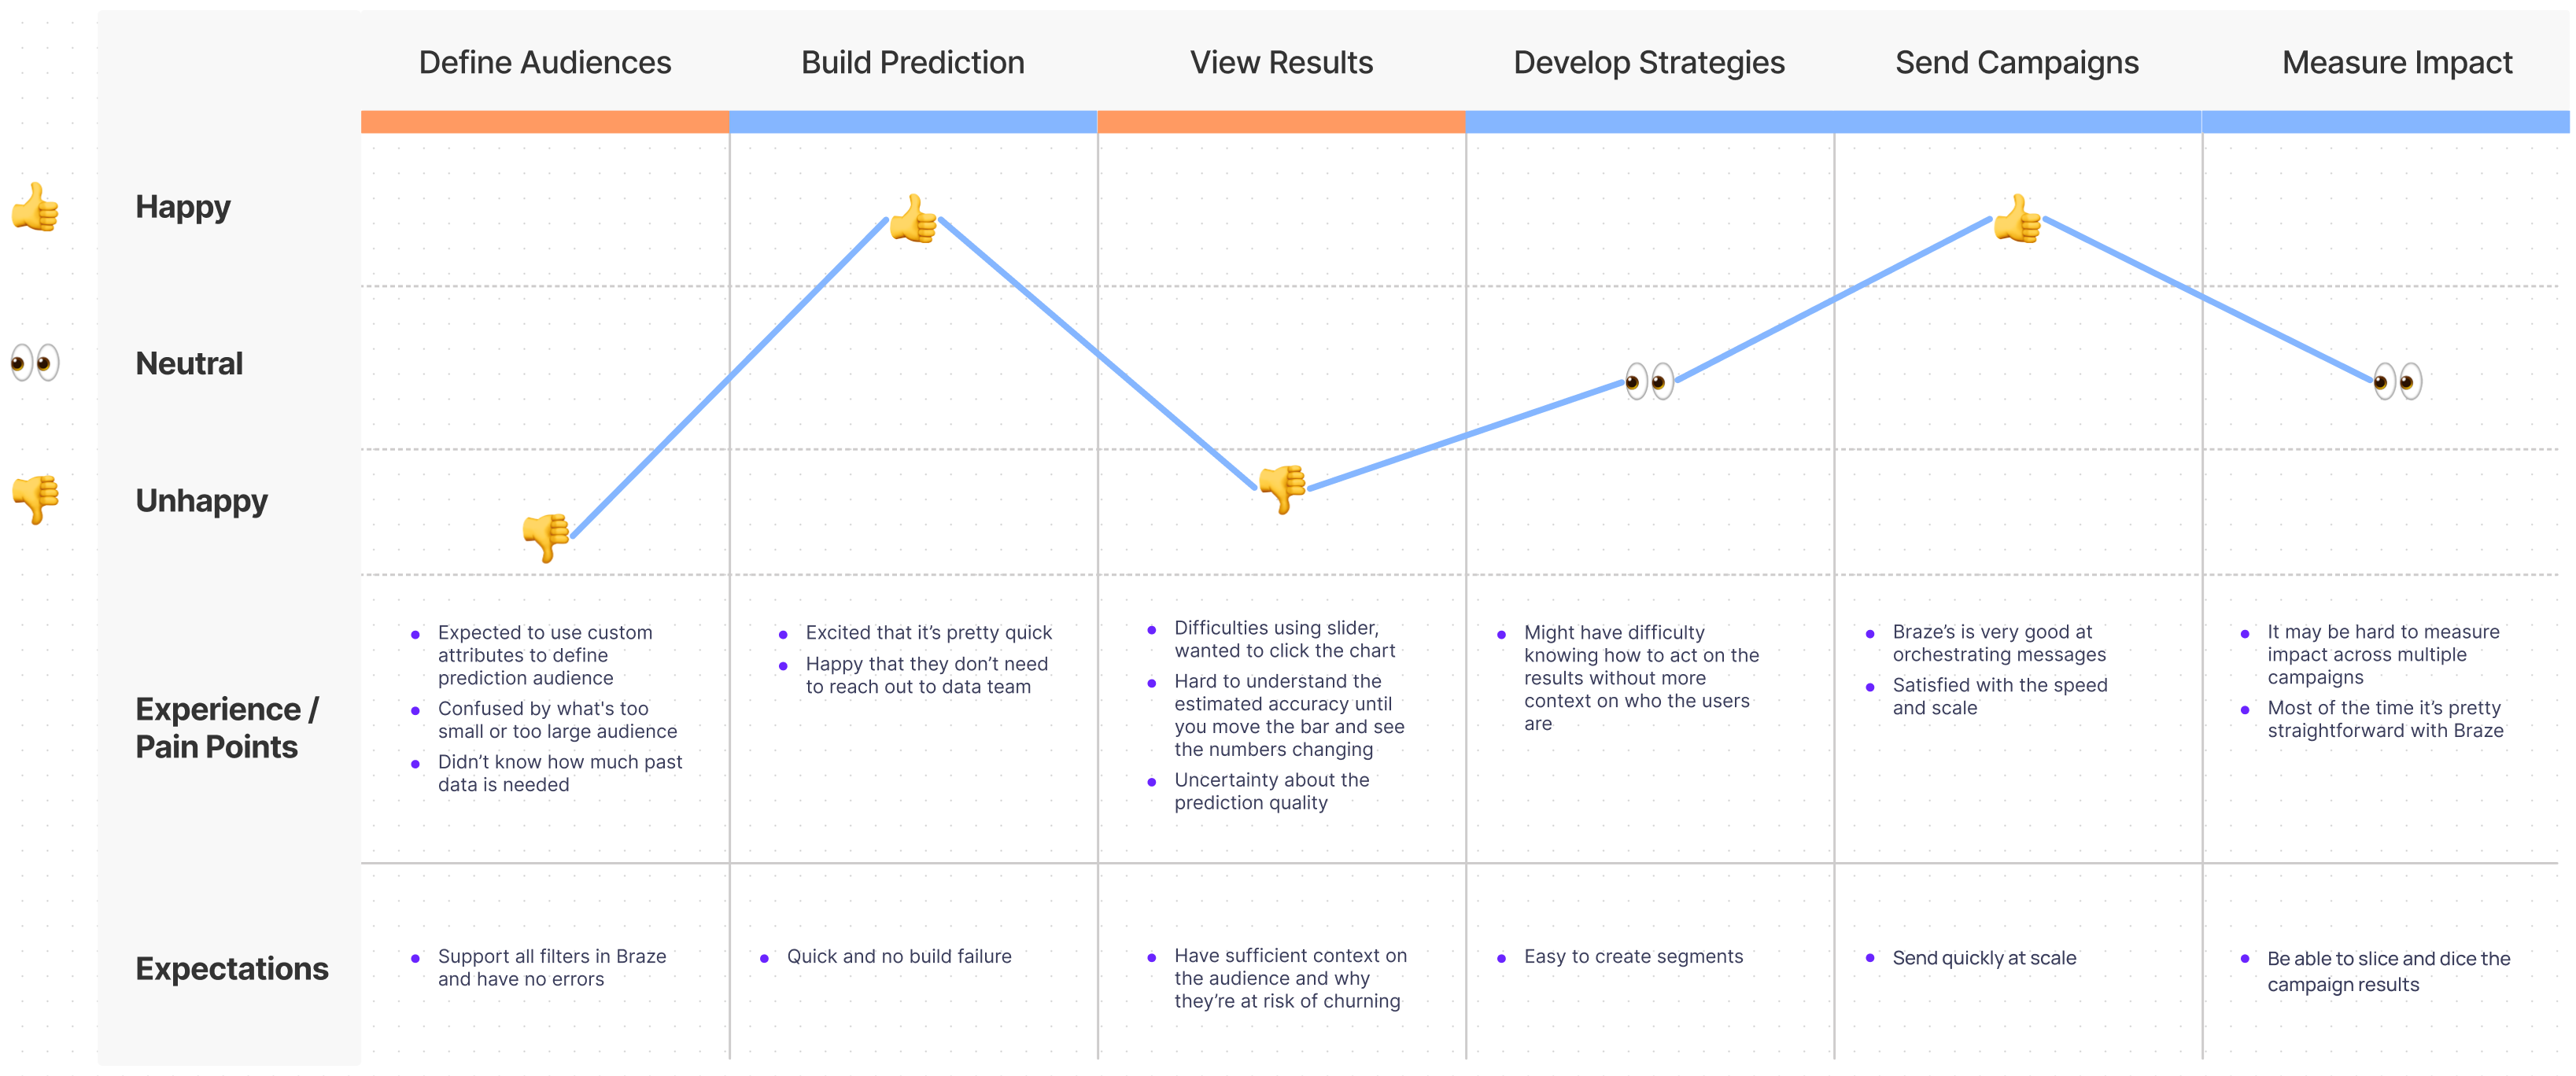 Define Audiences
Build Prediction
View Results
Develop Strategies
Send Campaigns
Measure Impact
Happy
Neutral
Unhappy
Experience /
Pain Points
Expected to use custom
attributes to define
prediction audience
Confused by what's too
small or too large audience
Didn’t know how much past
data is needed
Excited that it’s pretty quick
Happy that they don’t need
to reach out to data team
Difficulties using slider,
wanted to click the chart
Hard to understand the
estimated accuracy until
you move the bar and see
the numbers changing
Uncertainty about the
prediction quality
Might have difficulty
knowing how to act on the
results without more
context on who the users
are
Braze’s is very good at
orchestrating messages
Satisfied with the speed
and scale
It may be hard to measure
impact across multiple
campaigns
Most of the time it’s pretty
straightforward with Braze
Expectations
Support all filters in Braze
and have no errors
Quick and no build failure
Have sufficient context on
the audience and why
they’re at risk of churning
Easy to create segments
Send quickly at scale
Be able to slice and dice the
campaign results